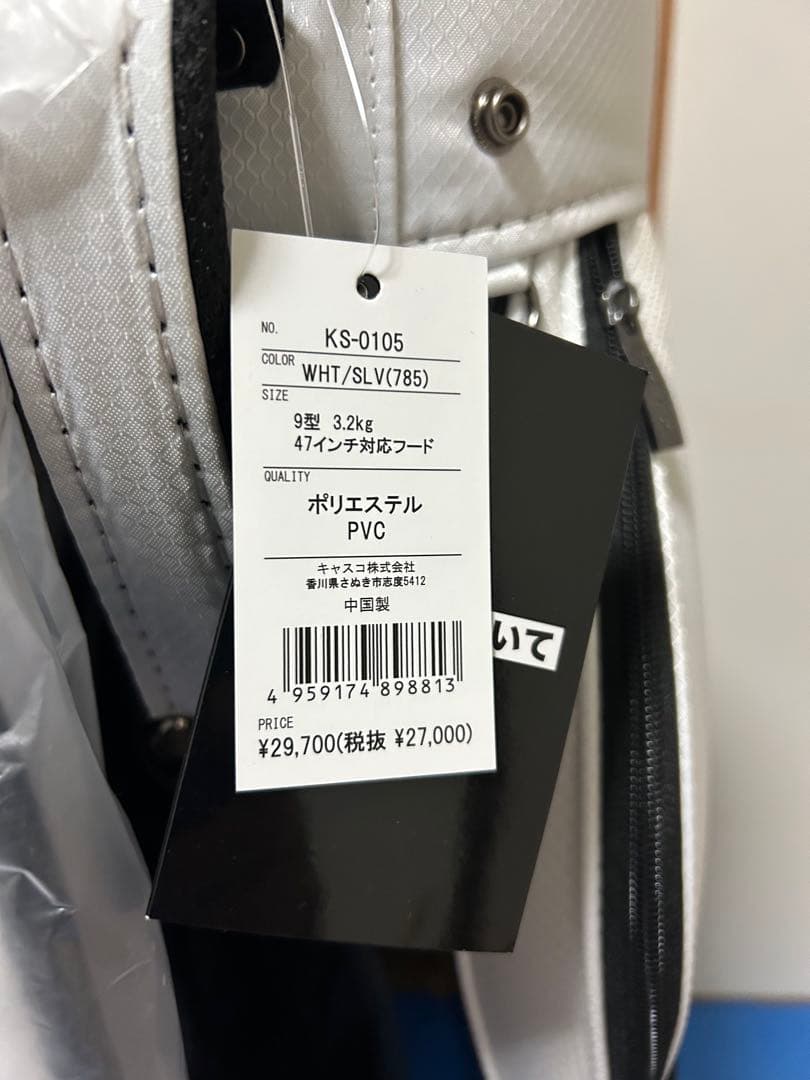 NO. KS-0105
COLOR WHT/SLV(785)
SIZE
9型 3.2kg
47インチ対応フード
QUALITY
ポリエステル
PVC
キャスコ株式会社
香川県さぬき市志度5412
中国製
4 959174 898813
PRICE
¥29,700(税抜 ¥27,000)
いて